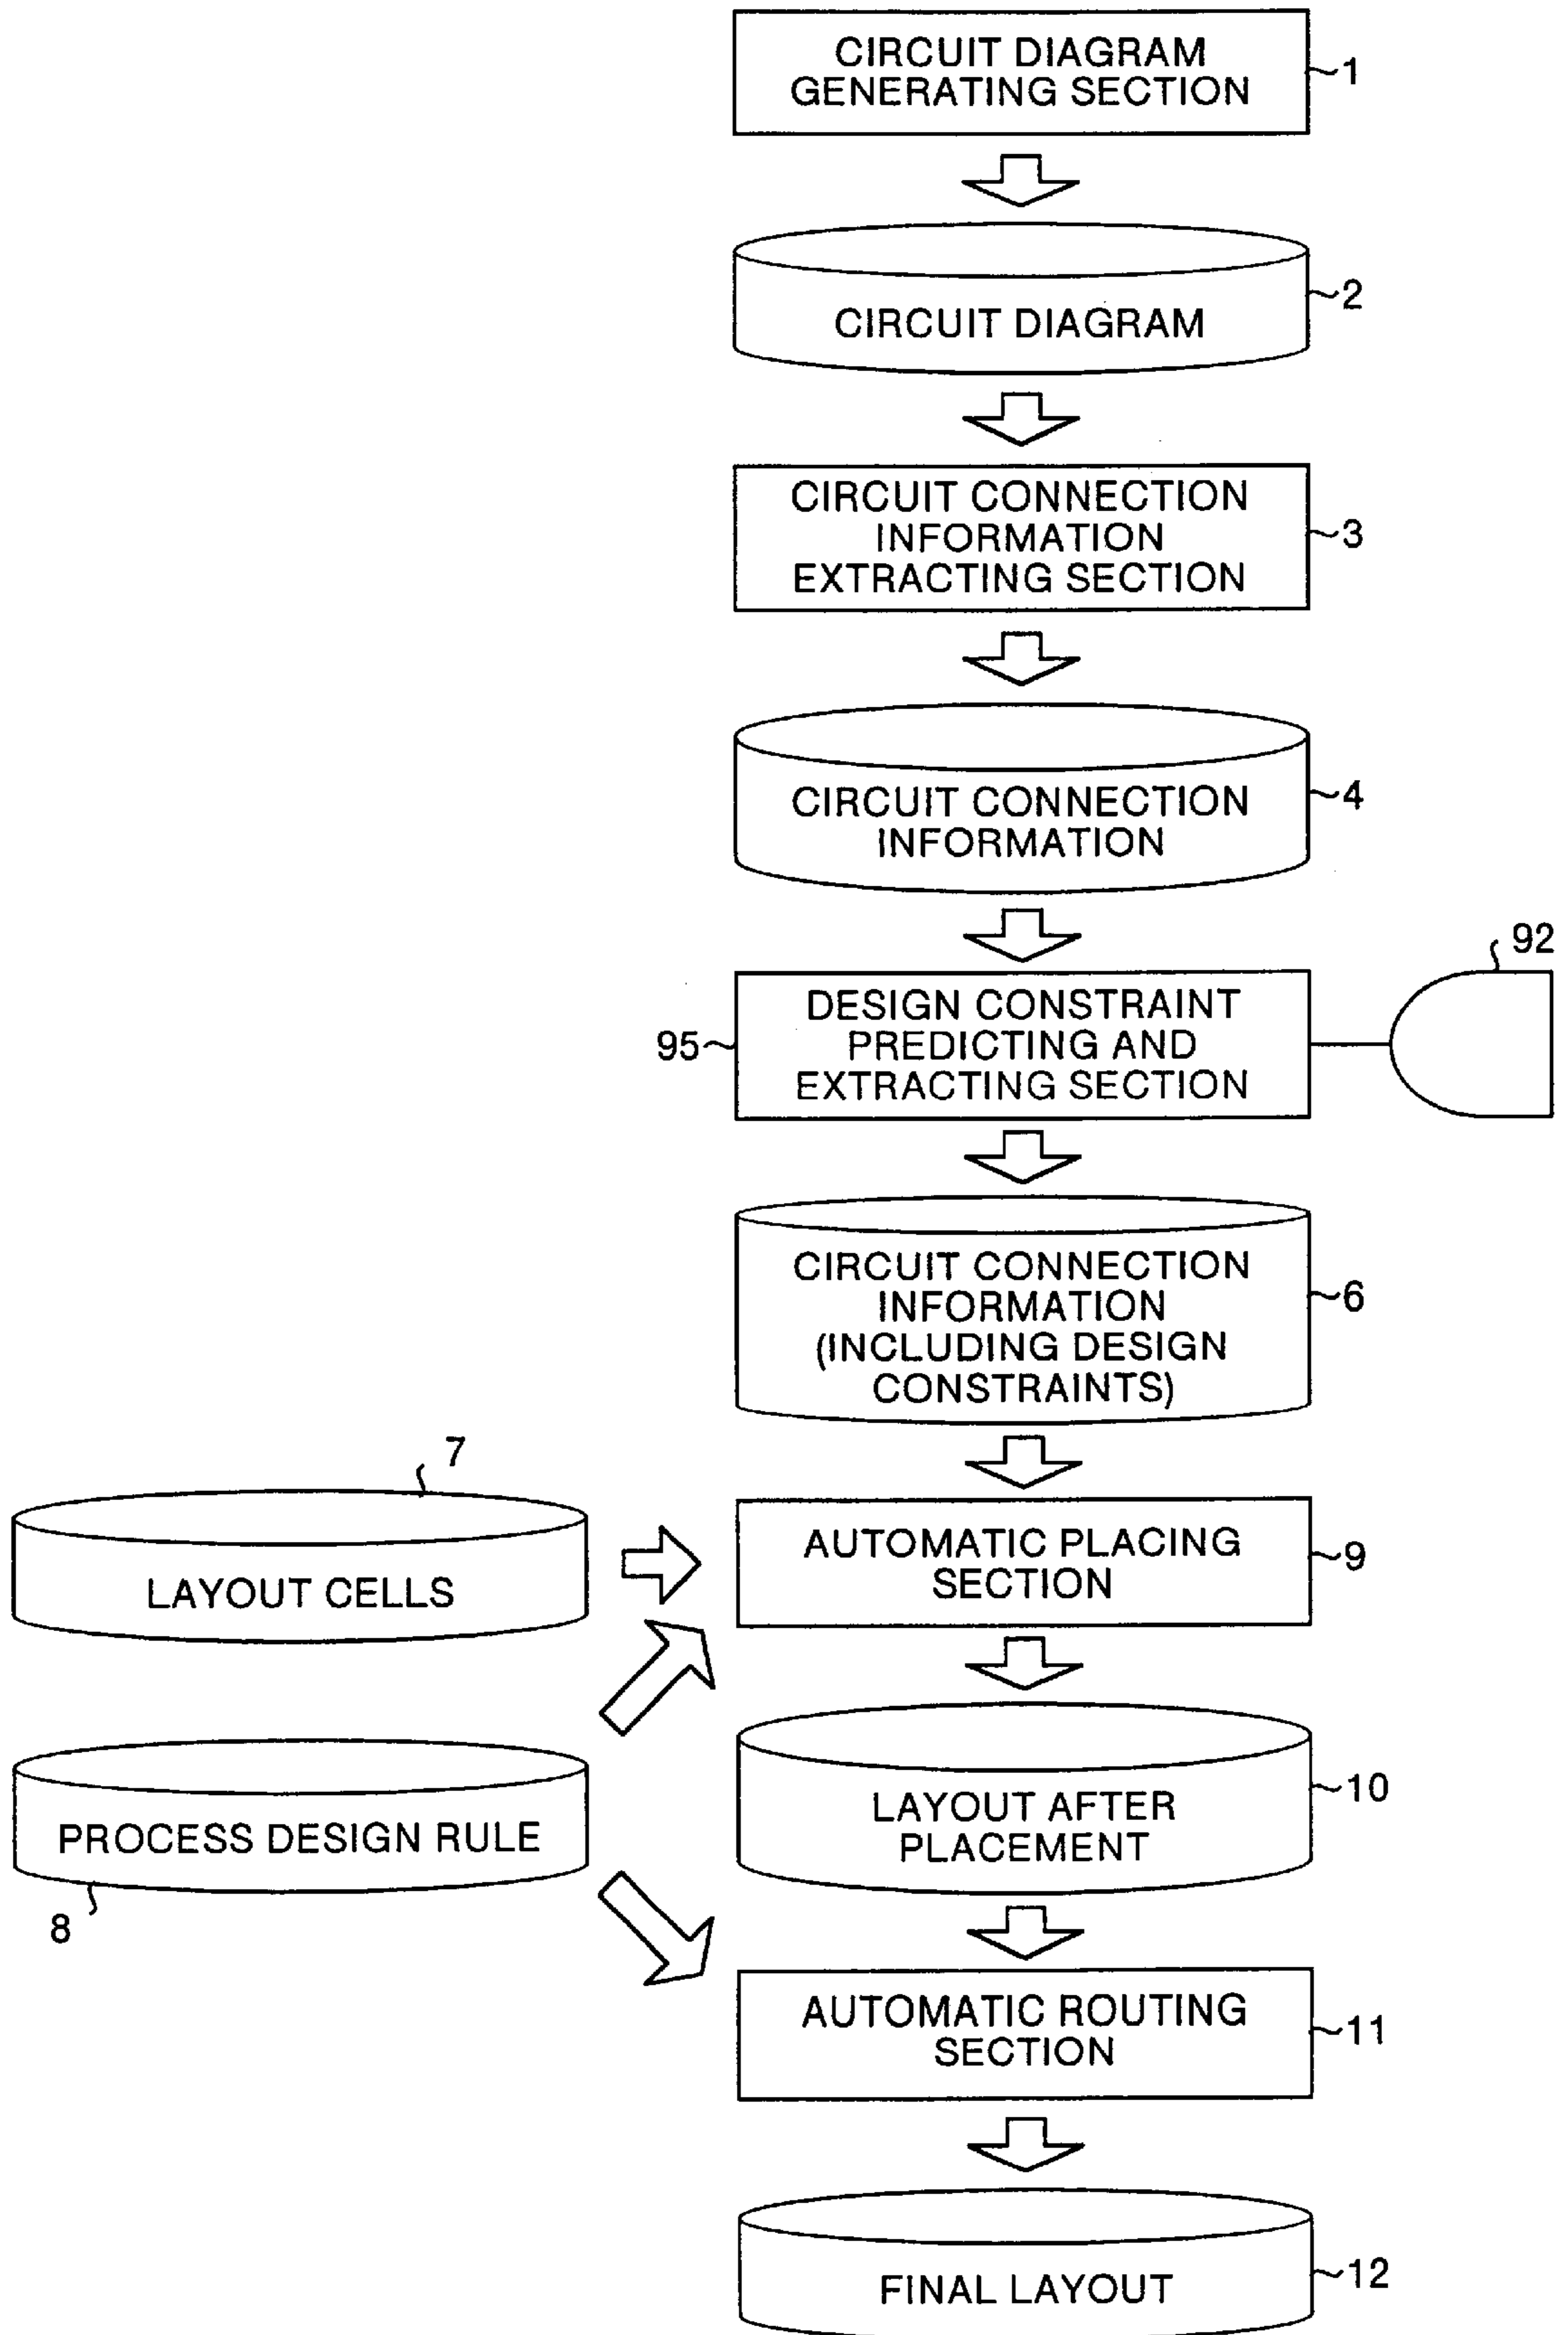 CIRCUIT DIAGRAM
GENERATING SECTION
1
CIRCUIT DIAGRAM
2
CIRCUIT CONNECTION
INFORMATION
EXTRACTING SECTION
3
CIRCUIT CONNECTION
INFORMATION
4
92
95
DESIGN CONSTRAINT
PREDICTING AND
EXTRACTING SECTION
CIRCUIT CONNECTION
INFORMATION
(INCLUDING DESIGN
CONSTRAINTS)
6
7
LAYOUT CELLS
AUTOMATIC PLACING
SECTION
9
PROCESS DESIGN RULE
8
LAYOUT AFTER
PLACEMENT
10
AUTOMATIC ROUTING
SECTION
11
FINAL LAYOUT
12